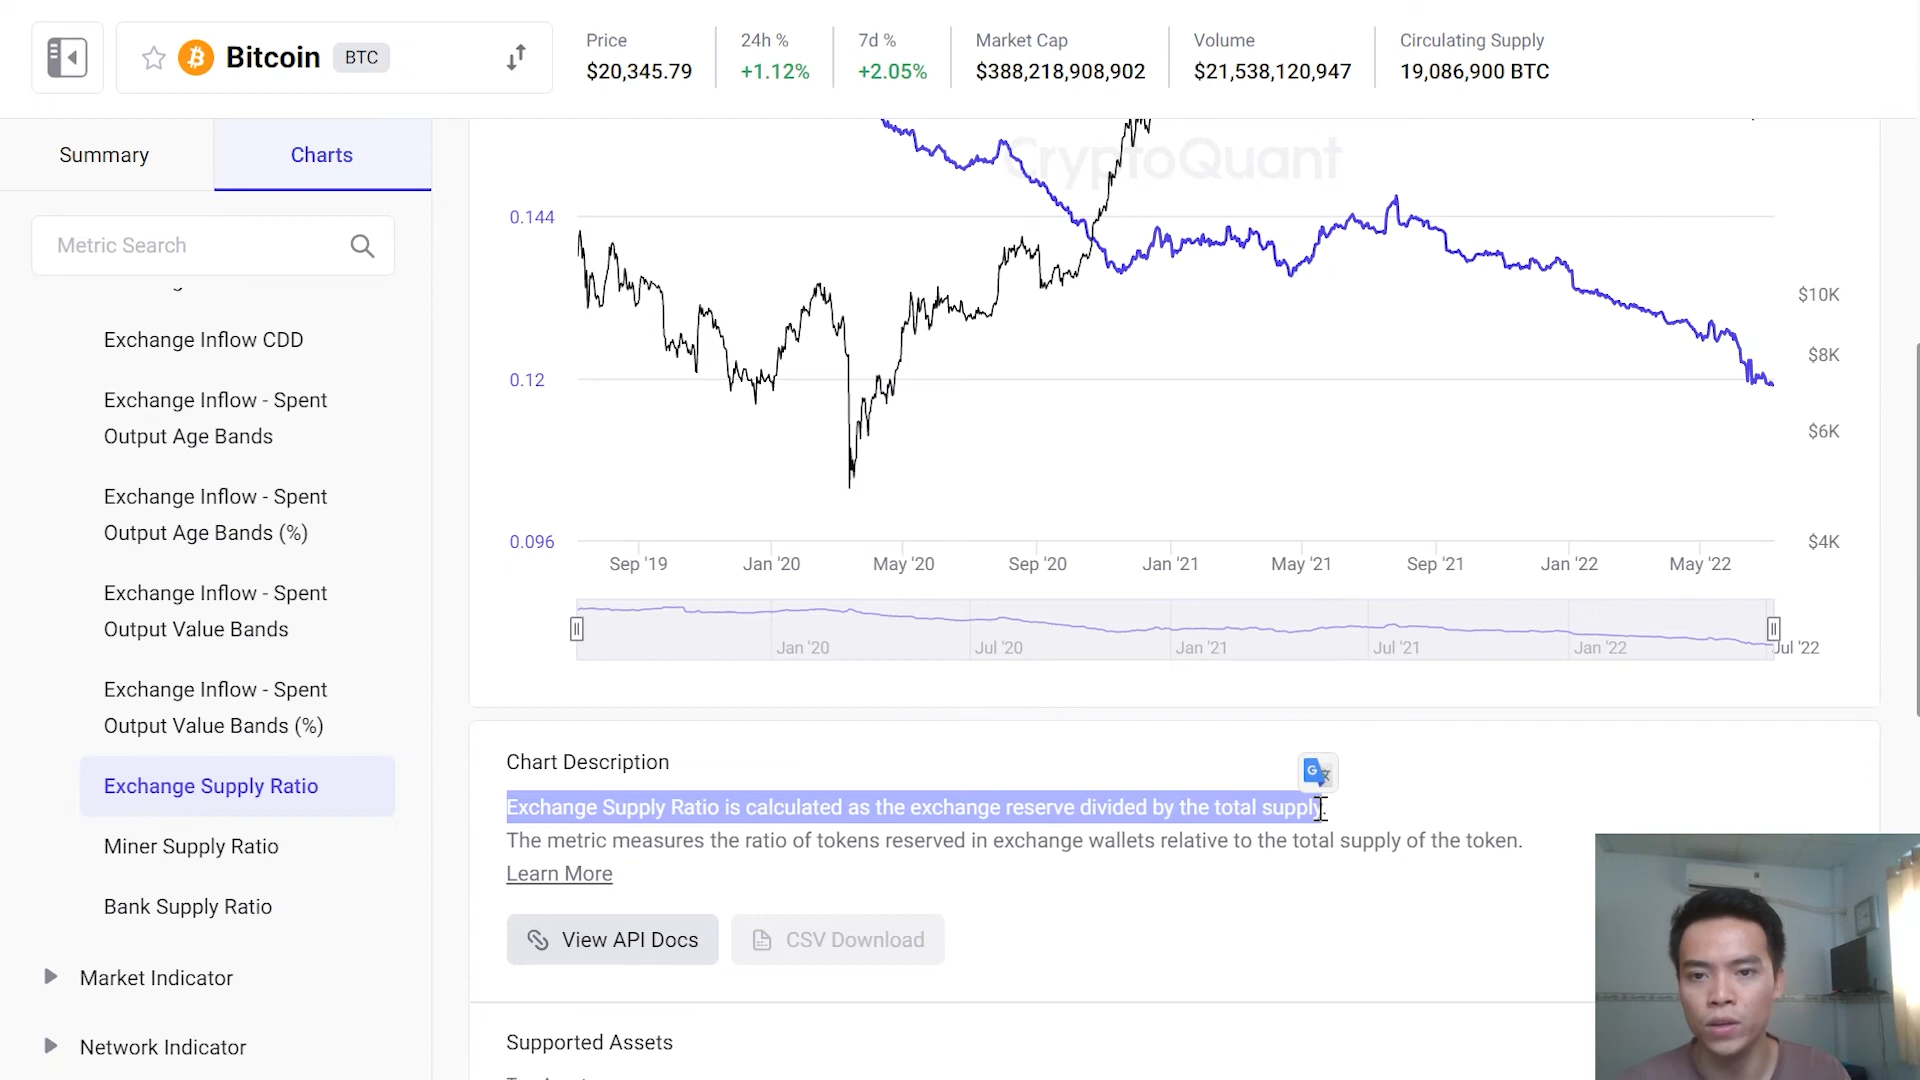 Bitcoin BTC
Price
$20,345.79
24h %
+1.12%
7d %
+2.05%
Market Cap
$388,218,908,902
Volume
$21,538,120,947
Circulating Supply
19,086,900 BTC
Summary
Charts
Metric Search
Exchange Inflow CDD
Exchange Inflow - Spent
Output Age Bands
Exchange Inflow - Spent
Output Age Bands (%)
Exchange Inflow - Spent
Output Value Bands
Exchange Inflow - Spent
Output Value Bands (%)
Exchange Supply Ratio
Miner Supply Ratio
Bank Supply Ratio
Market Indicator
Network Indicator
CryptoQuant
0.144
0.12
0.096
$10K
$8K
$6K
$4K
Sep '19 Jan '20 May '20 Sep '20 Jan '21 May '21 Sep '21 Jan '22 May '22
Jan '20 Jul '20 Jan '21 Jul '21 Jan '22 Jul '22
Chart Description
Exchange Supply Ratio is calculated as the exchange reserve divided by the total supply.
The metric measures the ratio of tokens reserved in exchange wallets relative to the total supply of the token.
Learn More
View API Docs
CSV Download
Supported Assets